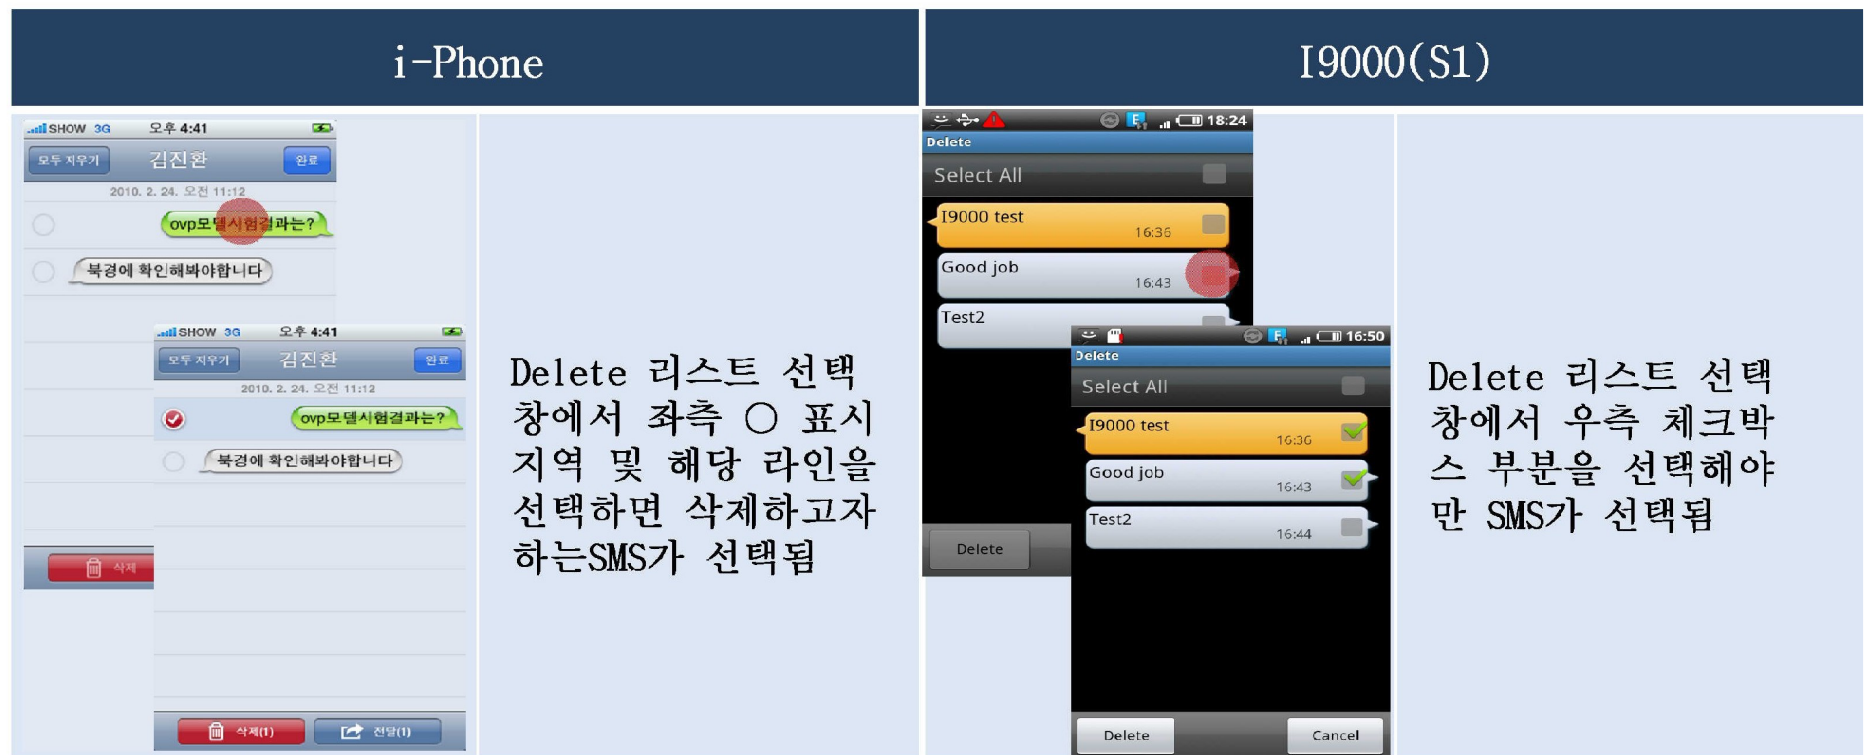 i-Phone
I9000(S1)
SHOW 3G 오후 4:41
모두 지우기 김진환 완료
2010. 2. 24. 오전 11:12
ovp모델시험결과는?
북경에 확인해봐야합니다
삭제
SHOW 3G 오후 4:41
모두 지우기 김진환 완료
2010. 2. 24. 오전 11:12
ovp모델시험결과는?
북경에 확인해봐야합니다
삭제(1) 전달(1)
Delete 리스트 선택
창에서 좌측 ○ 표시
지역 및 해당 라인을
선택하면 삭제하고자
하는SMS가 선택됨
18:24
Delete
Select All
I9000 test
16:36
Good job
16:43
Test2
Delete
16:50
Delete
Select All
I9000 test
16:36
Good job
16:43
Test2
16:44
Delete Cancel
Delete 리스트 선택
창에서 우측 체크박
스 부분을 선택해야
만 SMS가 선택됨